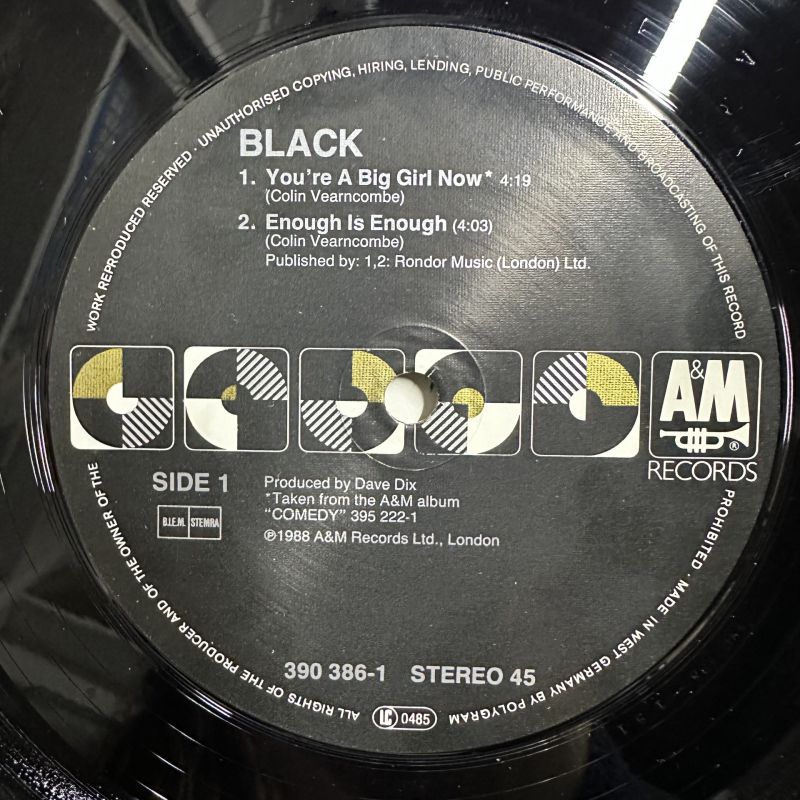 WORK REPRODUCED RESERVED · UNAUTHORISED COPYING, HIRING, LENDING, PUBLIC PERFORMANCE AND BROADCASTING OF THIS RECORD
BLACK
1. You're A Big Girl Now* 4:19
(Colin Vearncombe)
2. Enough Is Enough (4:03)
(Colin Vearncombe)
Published by: 1,2: Rondor Music (London) Ltd.
A&M
®
RECORDS
SIDE 1
B.I.E.M. STEMRA
Produced by Dave Dix
*Taken from the A&M album
"COMEDY" 395 222-1
℗1988 A&M Records Ltd., London
390 386-1 STEREO 45
PROHIBITED · MADE IN WEST GERMANY BY POLYGRAM
LC 0485
ALL RIGHTS OF THE PRODUCER AND OF THE OWNER OF THE